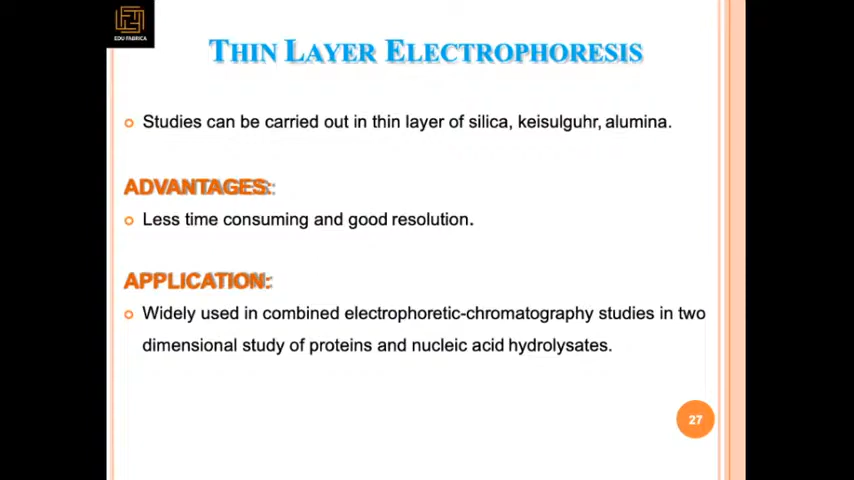 EDU FABRICA
THIN LAYER ELECTROPHORESIS
Studies can be carried out in thin layer of silica, keisulguhr, alumina.
ADVANTAGES:
Less time consuming and good resolution.
APPLICATION:
Widely used in combined electrophoretic-chromatography studies in two
dimensional study of proteins and nucleic acid hydrolysates.
27